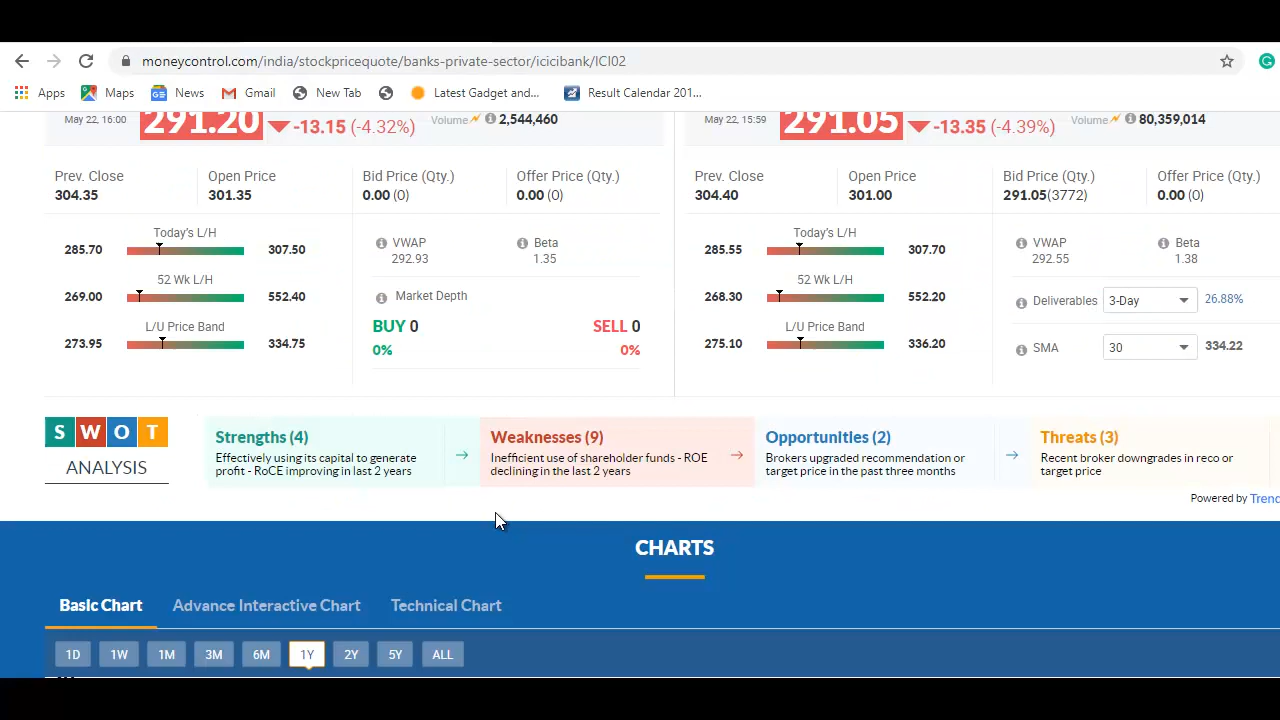 moneycontrol.com/india/stockpricequote/banks-private-sector/icicibank/ICI02
Apps Maps News Gmail New Tab Latest Gadget and... Result Calendar 201...
May 22, 16:00 291.20 -13.15 (-4.32%) Volume 2,544,460
Prev. Close Open Price Bid Price (Qty.) Offer Price (Qty.)
304.35 301.35 0.00 (0) 0.00 (0)
Today's L/H
285.70 307.50
52 Wk L/H
269.00 552.40
L/U Price Band
273.95 334.75
VWAP Beta
292.93 1.35
Market Depth
BUY 0 SELL 0
0% 0%
May 22, 15:59 291.05 -13.35 (-4.39%) Volume 80,359,014
Prev. Close Open Price Bid Price (Qty.) Offer Price (Qty.)
304.40 301.00 291.05(3772) 0.00 (0)
Today's L/H
285.55 307.70
52 Wk L/H
268.30 552.20
L/U Price Band
275.10 336.20
VWAP Beta
292.55 1.38
Deliverables 3-Day 26.88%
SMA 30 334.22
SWOT
ANALYSIS
Strengths (4)
Effectively using its capital to generate
profit - RoCE improving in last 2 years
Weaknesses (9)
Inefficient use of shareholder funds - ROE
declining in the last 2 years
Opportunities (2)
Brokers upgraded recommendation or
target price in the past three months
Threats (3)
Recent broker downgrades in reco or
target price
Powered by Trend
CHARTS
Basic Chart Advance Interactive Chart Technical Chart
1D 1W 1M 3M 6M 1Y 2Y 5Y ALL